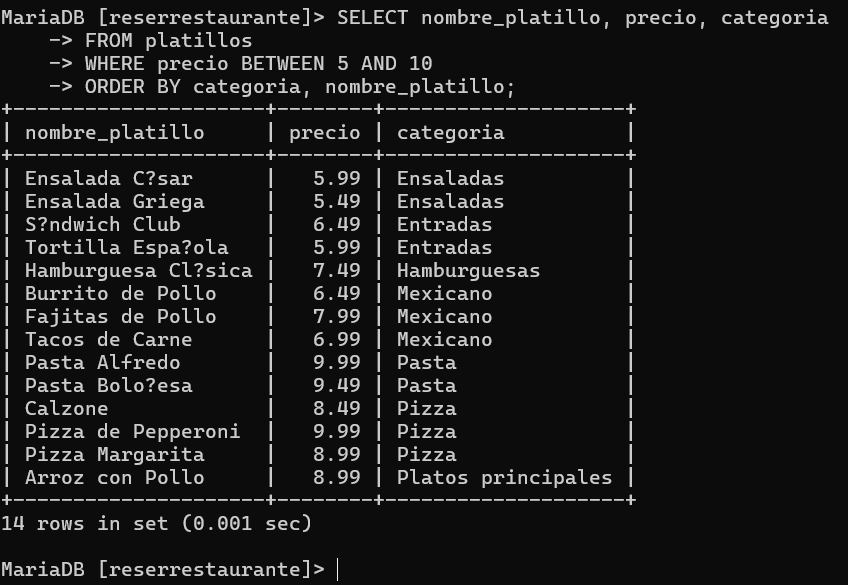 MariaDB [reserrestaurante]> SELECT nombre_platillo, precio, categoria
    -> FROM platillos
    -> WHERE precio BETWEEN 5 AND 10
    -> ORDER BY categoria, nombre_platillo;
+---------------------+--------+--------------------+
| nombre_platillo     | precio | categoria          |
+---------------------+--------+--------------------+
| Ensalada C?sar      |   5.99 | Ensaladas          |
| Ensalada Griega     |   5.49 | Ensaladas          |
| S?ndwich Club       |   6.49 | Entradas           |
| Tortilla Espa?ola   |   5.99 | Entradas           |
| Hamburguesa Cl?sica |   7.49 | Hamburguesas       |
| Burrito de Pollo    |   6.49 | Mexicano           |
| Fajitas de Pollo    |   7.99 | Mexicano           |
| Tacos de Carne      |   6.99 | Mexicano           |
| Pasta Alfredo       |   9.99 | Pasta              |
| Pasta Bolo?esa      |   9.49 | Pasta              |
| Calzone             |   8.49 | Pizza              |
| Pizza de Pepperoni  |   9.99 | Pizza              |
| Pizza Margarita     |   8.99 | Pizza              |
| Arroz con Pollo     |   8.99 | Platos principales |
+---------------------+--------+--------------------+
14 rows in set (0.001 sec)
MariaDB [reserrestaurante]>